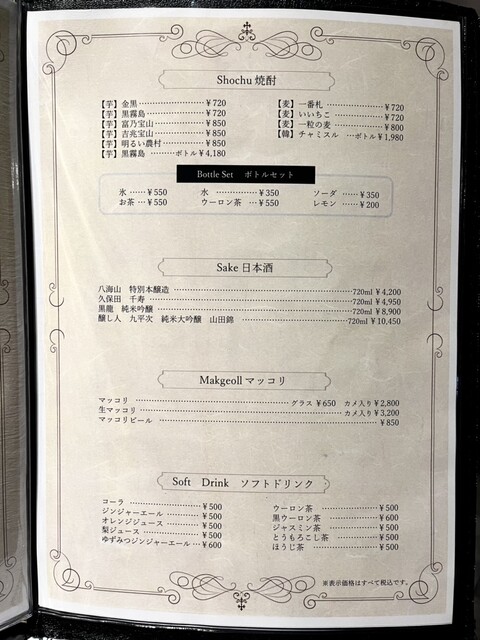 Shochu 焼酎
【芋】金黒 ¥720
【芋】黒霧島 ¥720
【芋】富乃宝山 ¥850
【芋】吉兆宝山 ¥850
【芋】明るい農村 ¥850
【芋】黒霧島 ボトル¥4,180
【麦】一番札 ¥720
【麦】いいちこ ¥720
【麦】一粒の麦 ¥800
【韓】チャミスル ボトル¥1,980
Bottle Set ボトルセット
氷 ¥550 水 ¥350 ソーダ ¥350
お茶 ¥550 ウーロン茶 ¥550 レモン ¥200
Sake 日本酒
八海山 特別本醸造 720ml ¥4,200
久保田 千寿 720ml ¥4,950
黒龍 純米吟醸 720ml ¥8,900
醸し人 九平次 純米大吟醸 山田錦 720ml ¥10,450
Makgeoll マッコリ
マッコリ グラス ¥650 カメ入り ¥2,800
生マッコリ カメ入り ¥3,200
マッコリビール ¥850
Soft Drink ソフトドリンク
コーラ ¥500
ジンジャーエール ¥500
オレンジジュース ¥500
梨ジュース ¥500
ゆずみつジンジャーエール ¥600
ウーロン茶 ¥500
黒ウーロン茶 ¥600
ジャスミン茶 ¥500
とうもろこし茶 ¥500
ほうじ茶 ¥500
※表示価格はすべて税込です。